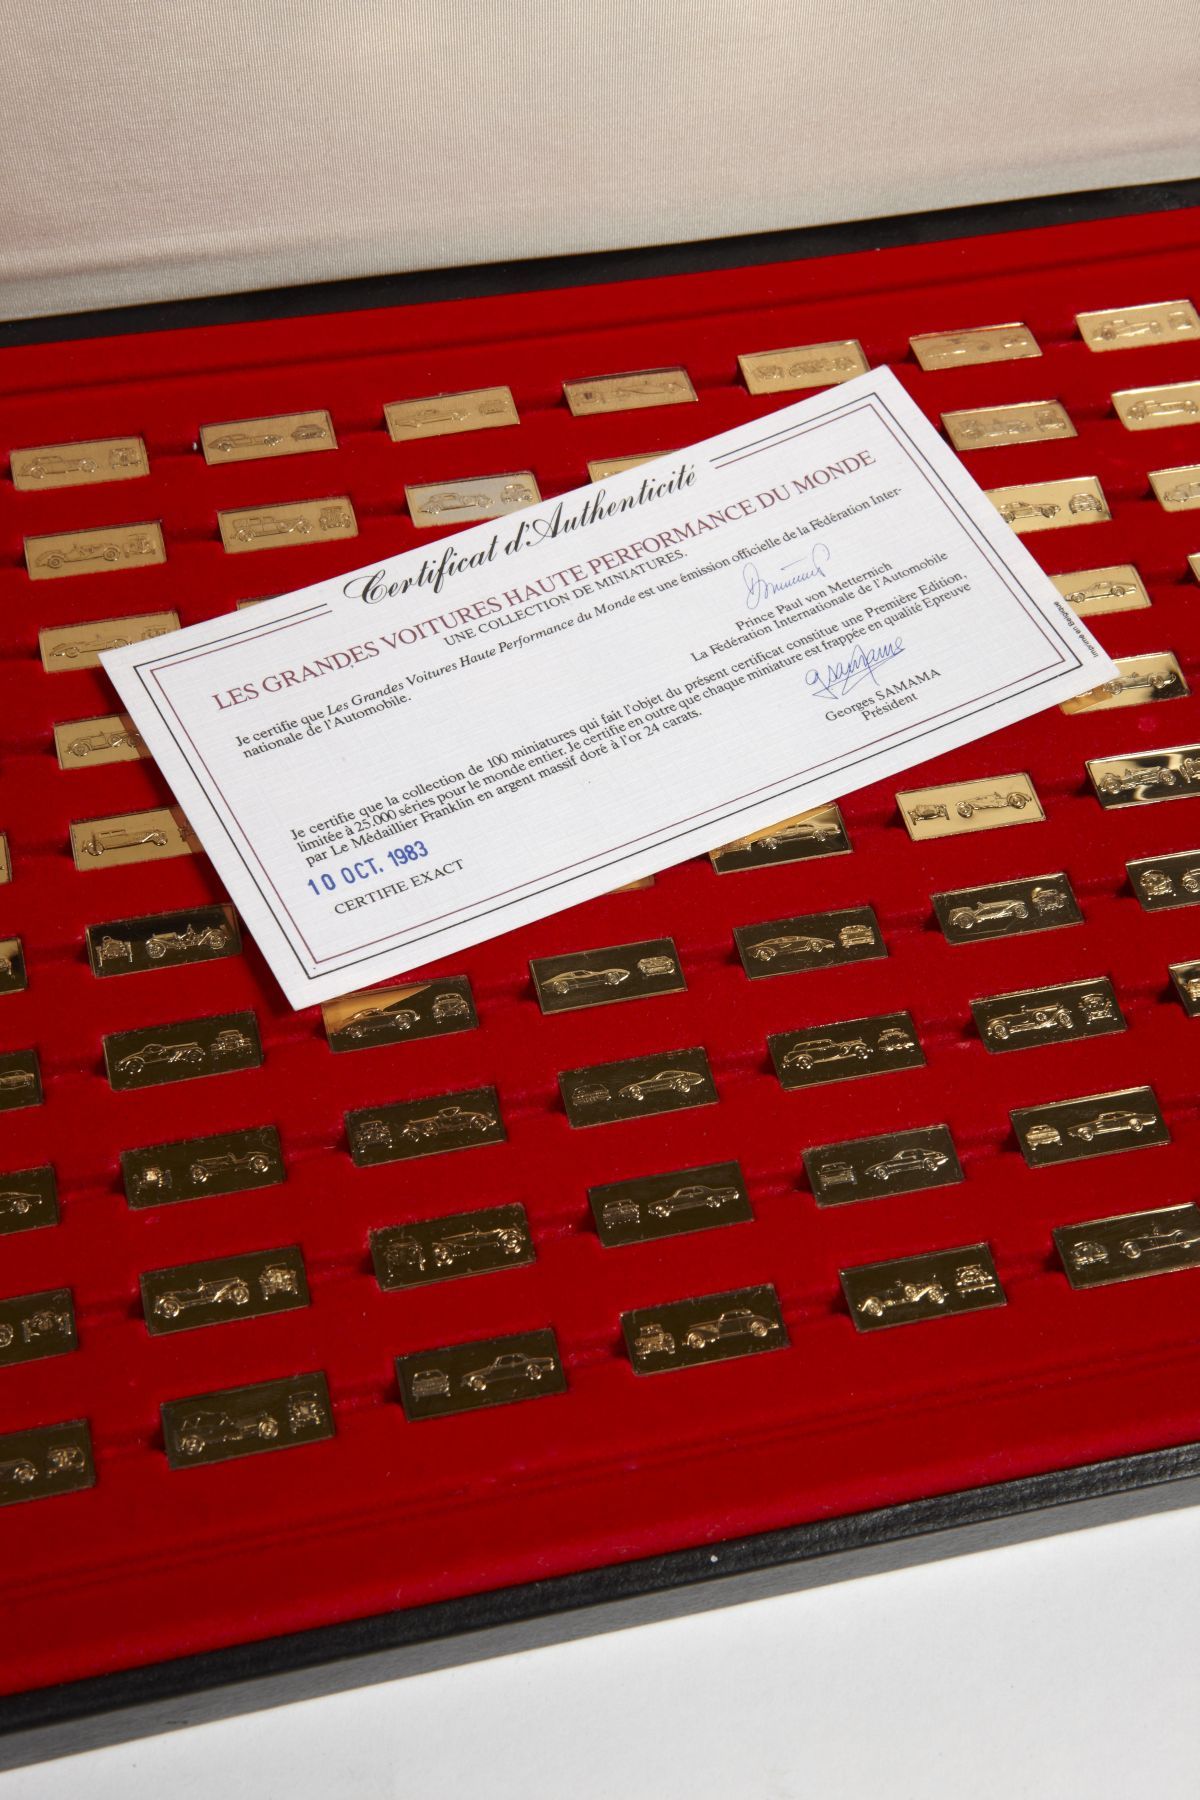 Certificat d'Authenticité
LES GRANDES VOITURES HAUTE PERFORMANCE DU MONDE
UNE COLLECTION DE MINIATURES.
Je certifie que Les Grandes Voitures Haute Performance du Monde est une émission officielle de la Fédération Inter-
nationale de l'Automobile.
Prince Paul von Metternich
La Fédération Internationale de l'Automobile
Je certifie que la collection de 100 miniatures qui fait l'objet du présent certificat constitue une Première Edition,
limitée à 25.000 séries pour le monde entier. Je certifie en outre que chaque miniature est frappée en qualité Epreuve
par Le Médaillier Franklin en argent massif doré à l'or 24 carats.
10 OCT. 1983
CERTIFIE EXACT
Georges SAMAMA
Président
Imprimé en Belgique